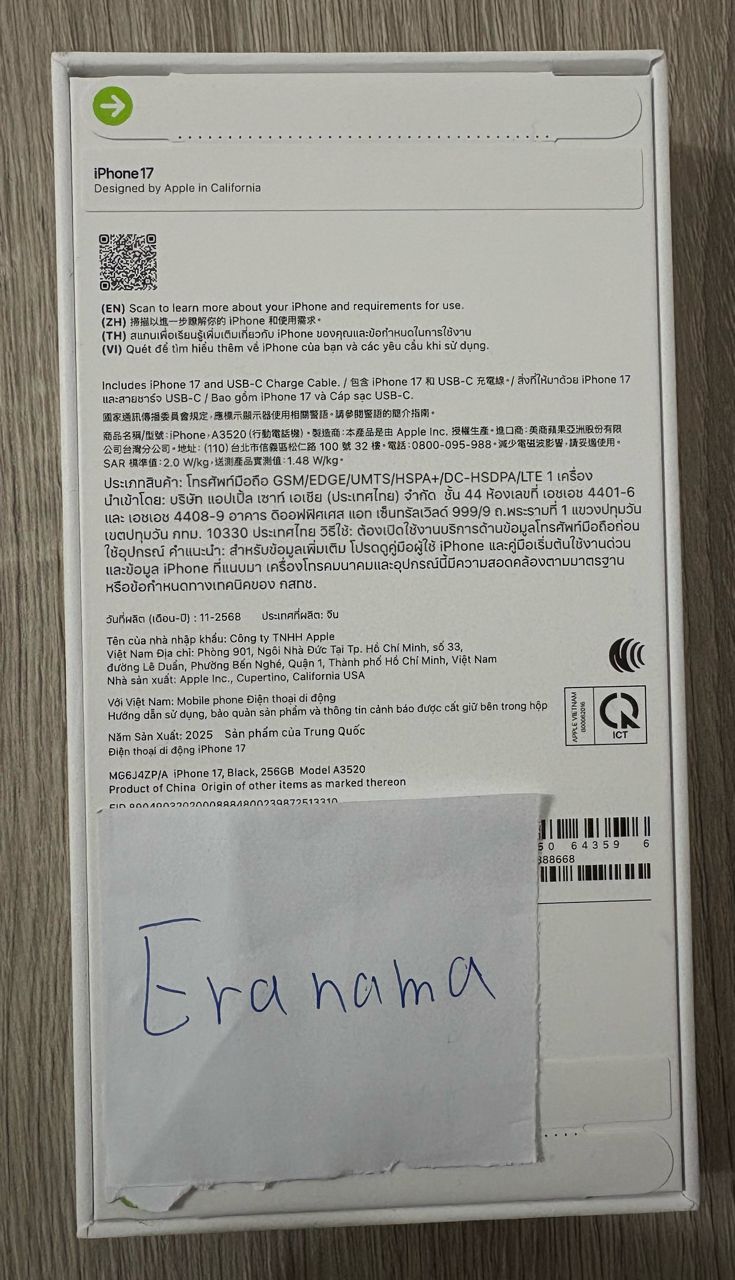 iPhone 17
Designed by Apple in California
(EN) Scan to learn more about your iPhone and requirements for use.
(ZH) 掃描以進一步瞭解你的 iPhone 和使用需求。
(TH) สแกนเพื่อเรียนรู้เพิ่มเติมเกี่ยวกับ iPhone ของคุณและข้อกำหนดในการใช้งาน
(VI) Quét để tìm hiểu thêm về iPhone của bạn và các yêu cầu khi sử dụng.
Includes iPhone 17 and USB-C Charge Cable. / 包含 iPhone 17 和 USB-C 充電線。/ สิ่งที่ให้มาด้วย iPhone 17
และสายชาร์จ USB-C / Bao gồm iPhone 17 và Cáp sạc USB-C.
國家通訊傳播委員會規定，應標示顯示器使用相關警語。請參閱警語的簡介指南。
商品名稱/型號：iPhone，A3520 (行動電話機)。製造商：本產品是由 Apple Inc. 授權生產。進口商：美商蘋果亞洲股份有限
公司台灣分公司。地址：(110) 台北市信義區松仁路 100 號 32 樓。電話：0800-095-988。減少電磁波影響，請妥適使用。
SAR 標準值：2.0 W/kg，送測產品實測值：1.48 W/kg。
ประเภทสินค้า: โทรศัพท์มือถือ GSM/EDGE/UMTS/HSPA+/DC-HSDPA/LTE 1 เครื่อง
นำเข้าโดย: บริษัท แอปเปิ้ล เซาท์ เอเชีย (ประเทศไทย) จำกัด ชั้น 44 ห้องเลขที่ เอชเอช 4401-6
และ เอชเอช 4408-9 อาคาร ดิออฟฟิศเศส แอท เซ็นทรัลเวิลด์ 999/9 ถ.พระรามที่ 1 แขวงปทุมวัน
เขตปทุมวัน กทม. 10330 ประเทศไทย วิธีใช้: ต้องเปิดใช้งานบริการด้านข้อมูลโทรศัพท์มือถือก่อน
ใช้อุปกรณ์ คำแนะนำ: สำหรับข้อมูลเพิ่มเติม โปรดดูคู่มือผู้ใช้ iPhone และคู่มือเริ่มต้นใช้งานด่วน
และข้อมูล iPhone ที่แนบมา เครื่องโทรคมนาคมและอุปกรณ์นี้มีความสอดคล้องตามมาตรฐาน
หรือข้อกำหนดทางเทคนิคของ กสทช.
วันที่ผลิต (เดือน-ปี) : 11-2568 ประเทศที่ผลิต: จีน
Tên của nhà nhập khẩu: Công ty TNHH Apple
Việt Nam Địa chỉ: Phòng 901, Ngôi Nhà Đức Tại Tp. Hồ Chí Minh, số 33,
đường Lê Duẩn, Phường Bến Nghé, Quận 1, Thành phố Hồ Chí Minh, Việt Nam
Nhà sản xuất: Apple Inc., Cupertino, California USA
Với Việt Nam: Mobile phone Điện thoại di động
Hướng dẫn sử dụng, bảo quản sản phẩm và thông tin cảnh báo được cất giữ bên trong hộp
APPLE VIETNAM
ICT
Năm Sản Xuất: 2025 Sản phẩm của Trung Quốc
Điện thoại di động iPhone 17
MG6J4ZP/A iPhone 17, Black, 256GB Model A3520
Product of China Origin of other items as marked thereon
EID 89049032020008884800239872513310
50 64359 6
388668
Era nama